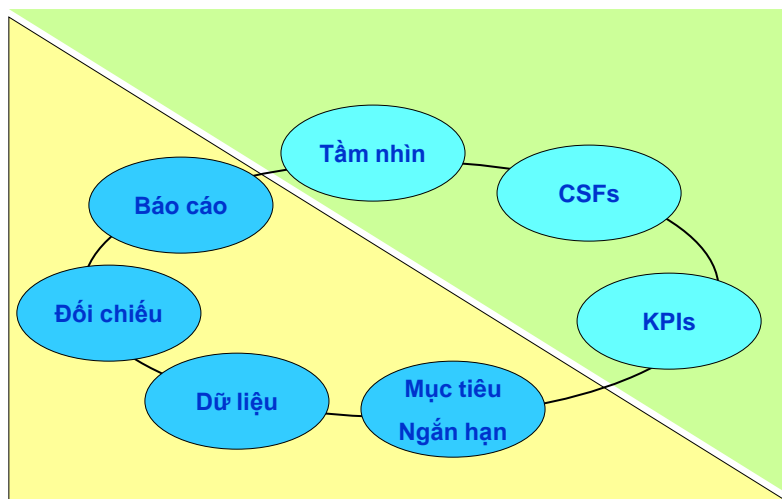 Tầm nhìn
CSFs
Báo cáo
Đối chiếu
KPIs
Dữ liệu
Mục tiêu
Ngắn hạn